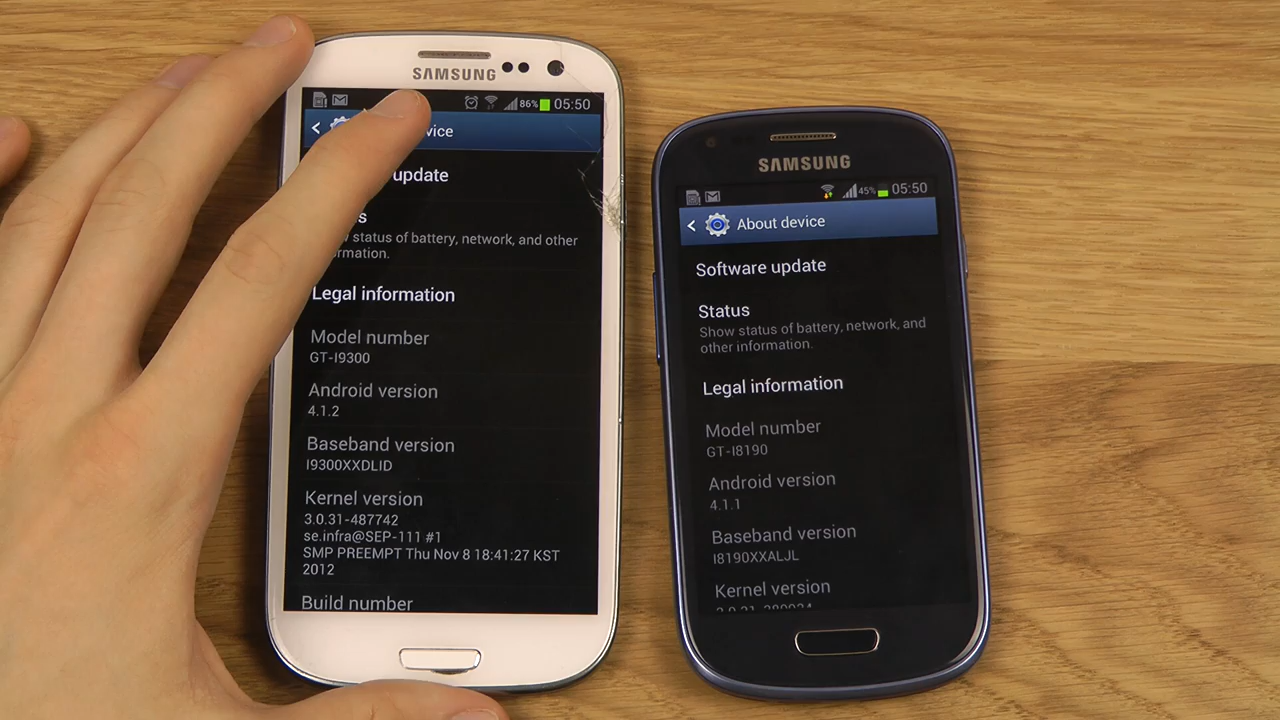 SAMSUNG
86% 05:50
vice
update
s
status of battery, network, and other
rmation.
Legal information
Model number
GT-I9300
Android version
4.1.2
Baseband version
I9300XXDLID
Kernel version
3.0.31-487742
se.infra@SEP-111 #1
SMP PREEMPT Thu Nov 8 18:41:27 KST
2012
Build number
SAMSUNG
45% 05:50
< About device
Software update
Status
Show status of battery, network, and
other information.
Legal information
Model number
GT-I8190
Android version
4.1.1
Baseband version
I8190XXALJL
Kernel version